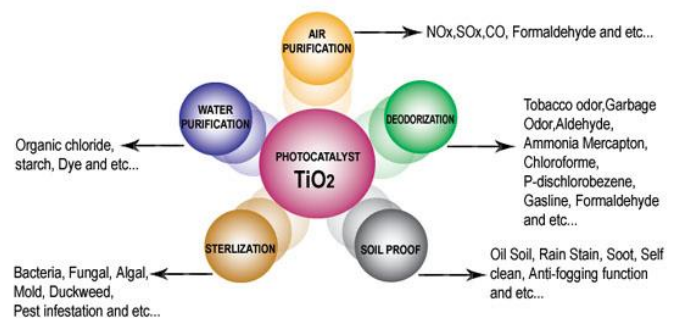 AIR
PURIFICATION
NOx,SOx,CO, Formaldehyde and etc...
WATER
PURIFICATION
Organic chloride,
starch, Dye and etc...
DEODORIZATION
Tobacco odor,Garbage
Odor,Aldehyde,
Ammonia Mercapton,
Chloroforme,
P-dischlorobezene,
Gasline, Formaldehyde
and etc...
PHOTOCATALYST
TiO2
STERLIZATION
Bacteria, Fungal, Algal,
Mold, Duckweed,
Pest infestation and etc...
SOIL PROOF
Oil Soil, Rain Stain, Soot, Self
clean, Anti-fogging function
and etc...